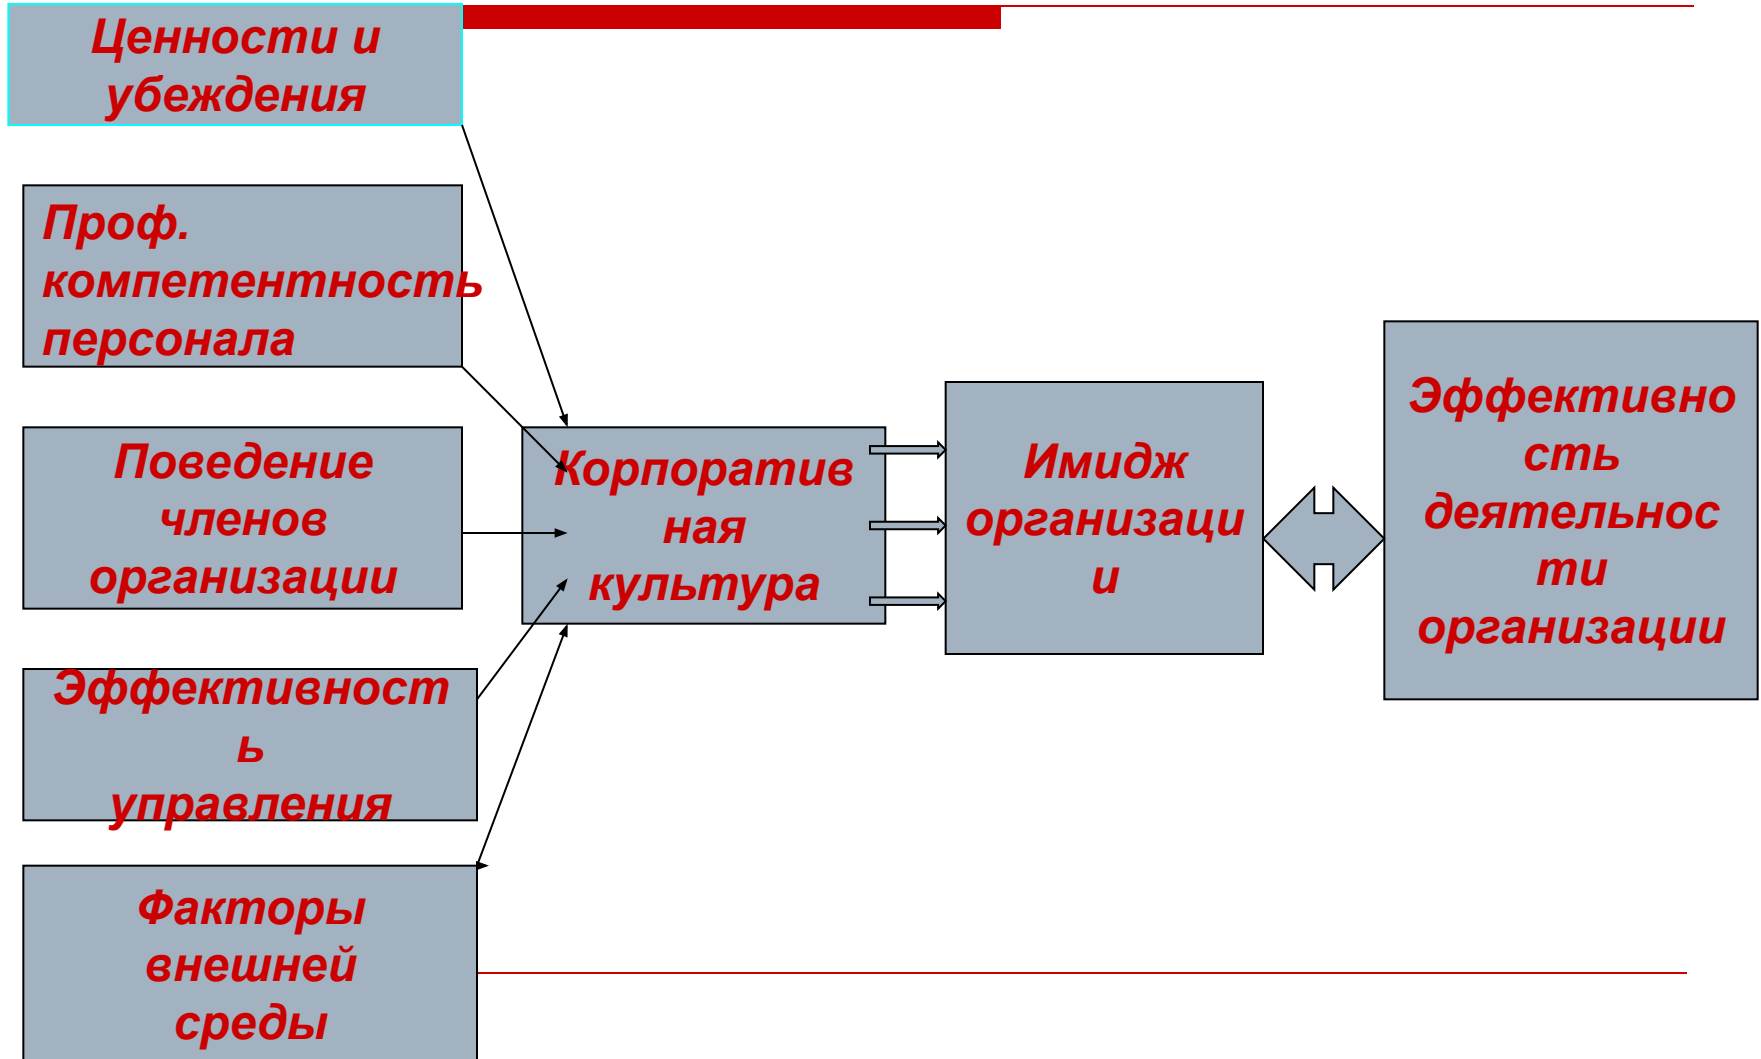 Ценности и
убеждения
Проф.
компетентность
персонала
Поведение
членов
организации
Эффективност
ь
управления
Факторы
внешней
среды
Корпоратив
ная
культура
Имидж
организаци
и
Эффективно
сть
деятельнос
ти
организации